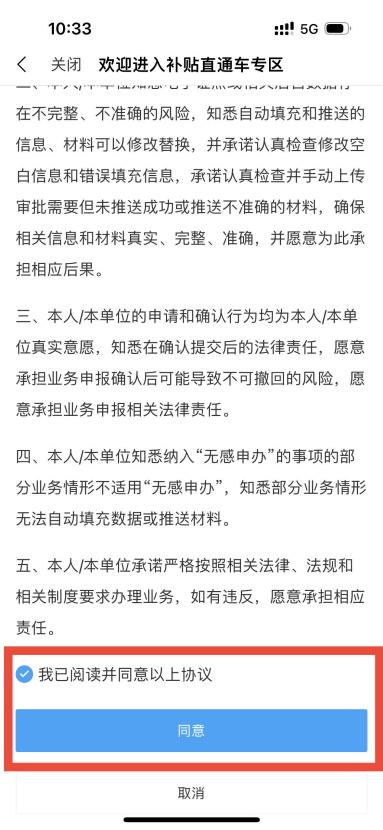 10:33
5G
关闭 欢迎进入补贴直通车专区
在不完整、不准确的风险，知悉自动填充和推送的
信息、材料可以修改替换，并承诺认真检查修改空
白信息和错误填充信息，承诺认真检查并手动上传
审批需要但未推送成功或推送不准确的材料，确保
相关信息和材料真实、完整、准确，并愿意为此承
担相应后果。
三、本人/本单位的申请和确认行为均为本人/本单
位真实意愿，知悉在确认提交后的法律责任，愿意
承担业务申报确认后可能导致不可撤回的风险，愿
意承担业务申报相关法律责任。
四、本人/本单位知悉纳入“无感申办”的事项的部
分业务情形不适用“无感申办”，知悉部分业务情形
无法自动填充数据或推送材料。
五、本人/本单位承诺严格按照相关法律、法规和
相关制度要求办理业务，如有违反，愿意承担相应
责任。
我已阅读并同意以上协议
同意
取消